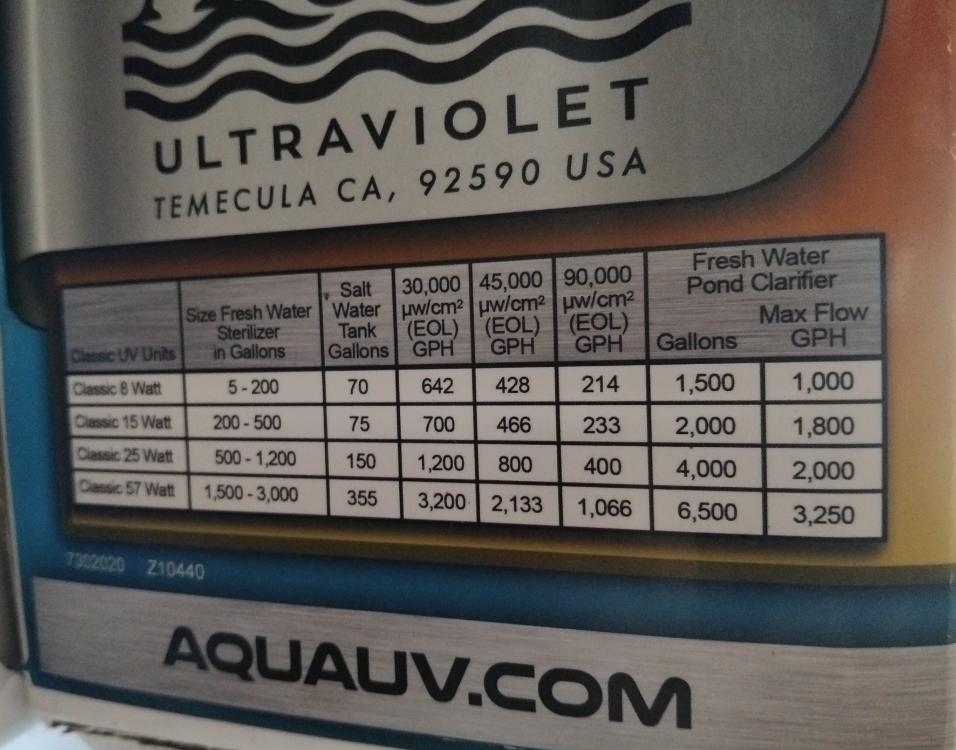 ULTRAVIOLET
TEMECULA CA, 92590 USA
Classic UV Units
Size Fresh Water
Sterilizer
in Gallons
Salt
Water
Tank
Gallons
30,000
µw/cm²
(EOL)
GPH
45,000
µw/cm²
(EOL)
GPH
90,000
µw/cm²
(EOL)
GPH
Fresh Water
Pond Clarifier
Gallons
Max Flow
GPH
Classic 8 Watt 5 - 200 70 642 428 214 1,500 1,000
Classic 15 Watt 200 - 500 75 700 466 233 2,000 1,800
Classic 25 Watt 500 - 1,200 150 1,200 800 400 4,000 2,000
Classic 57 Watt 1,500 - 3,000 355 3,200 2,133 1,066 6,500 3,250
7302020 Z10440
AQUAUV.COM